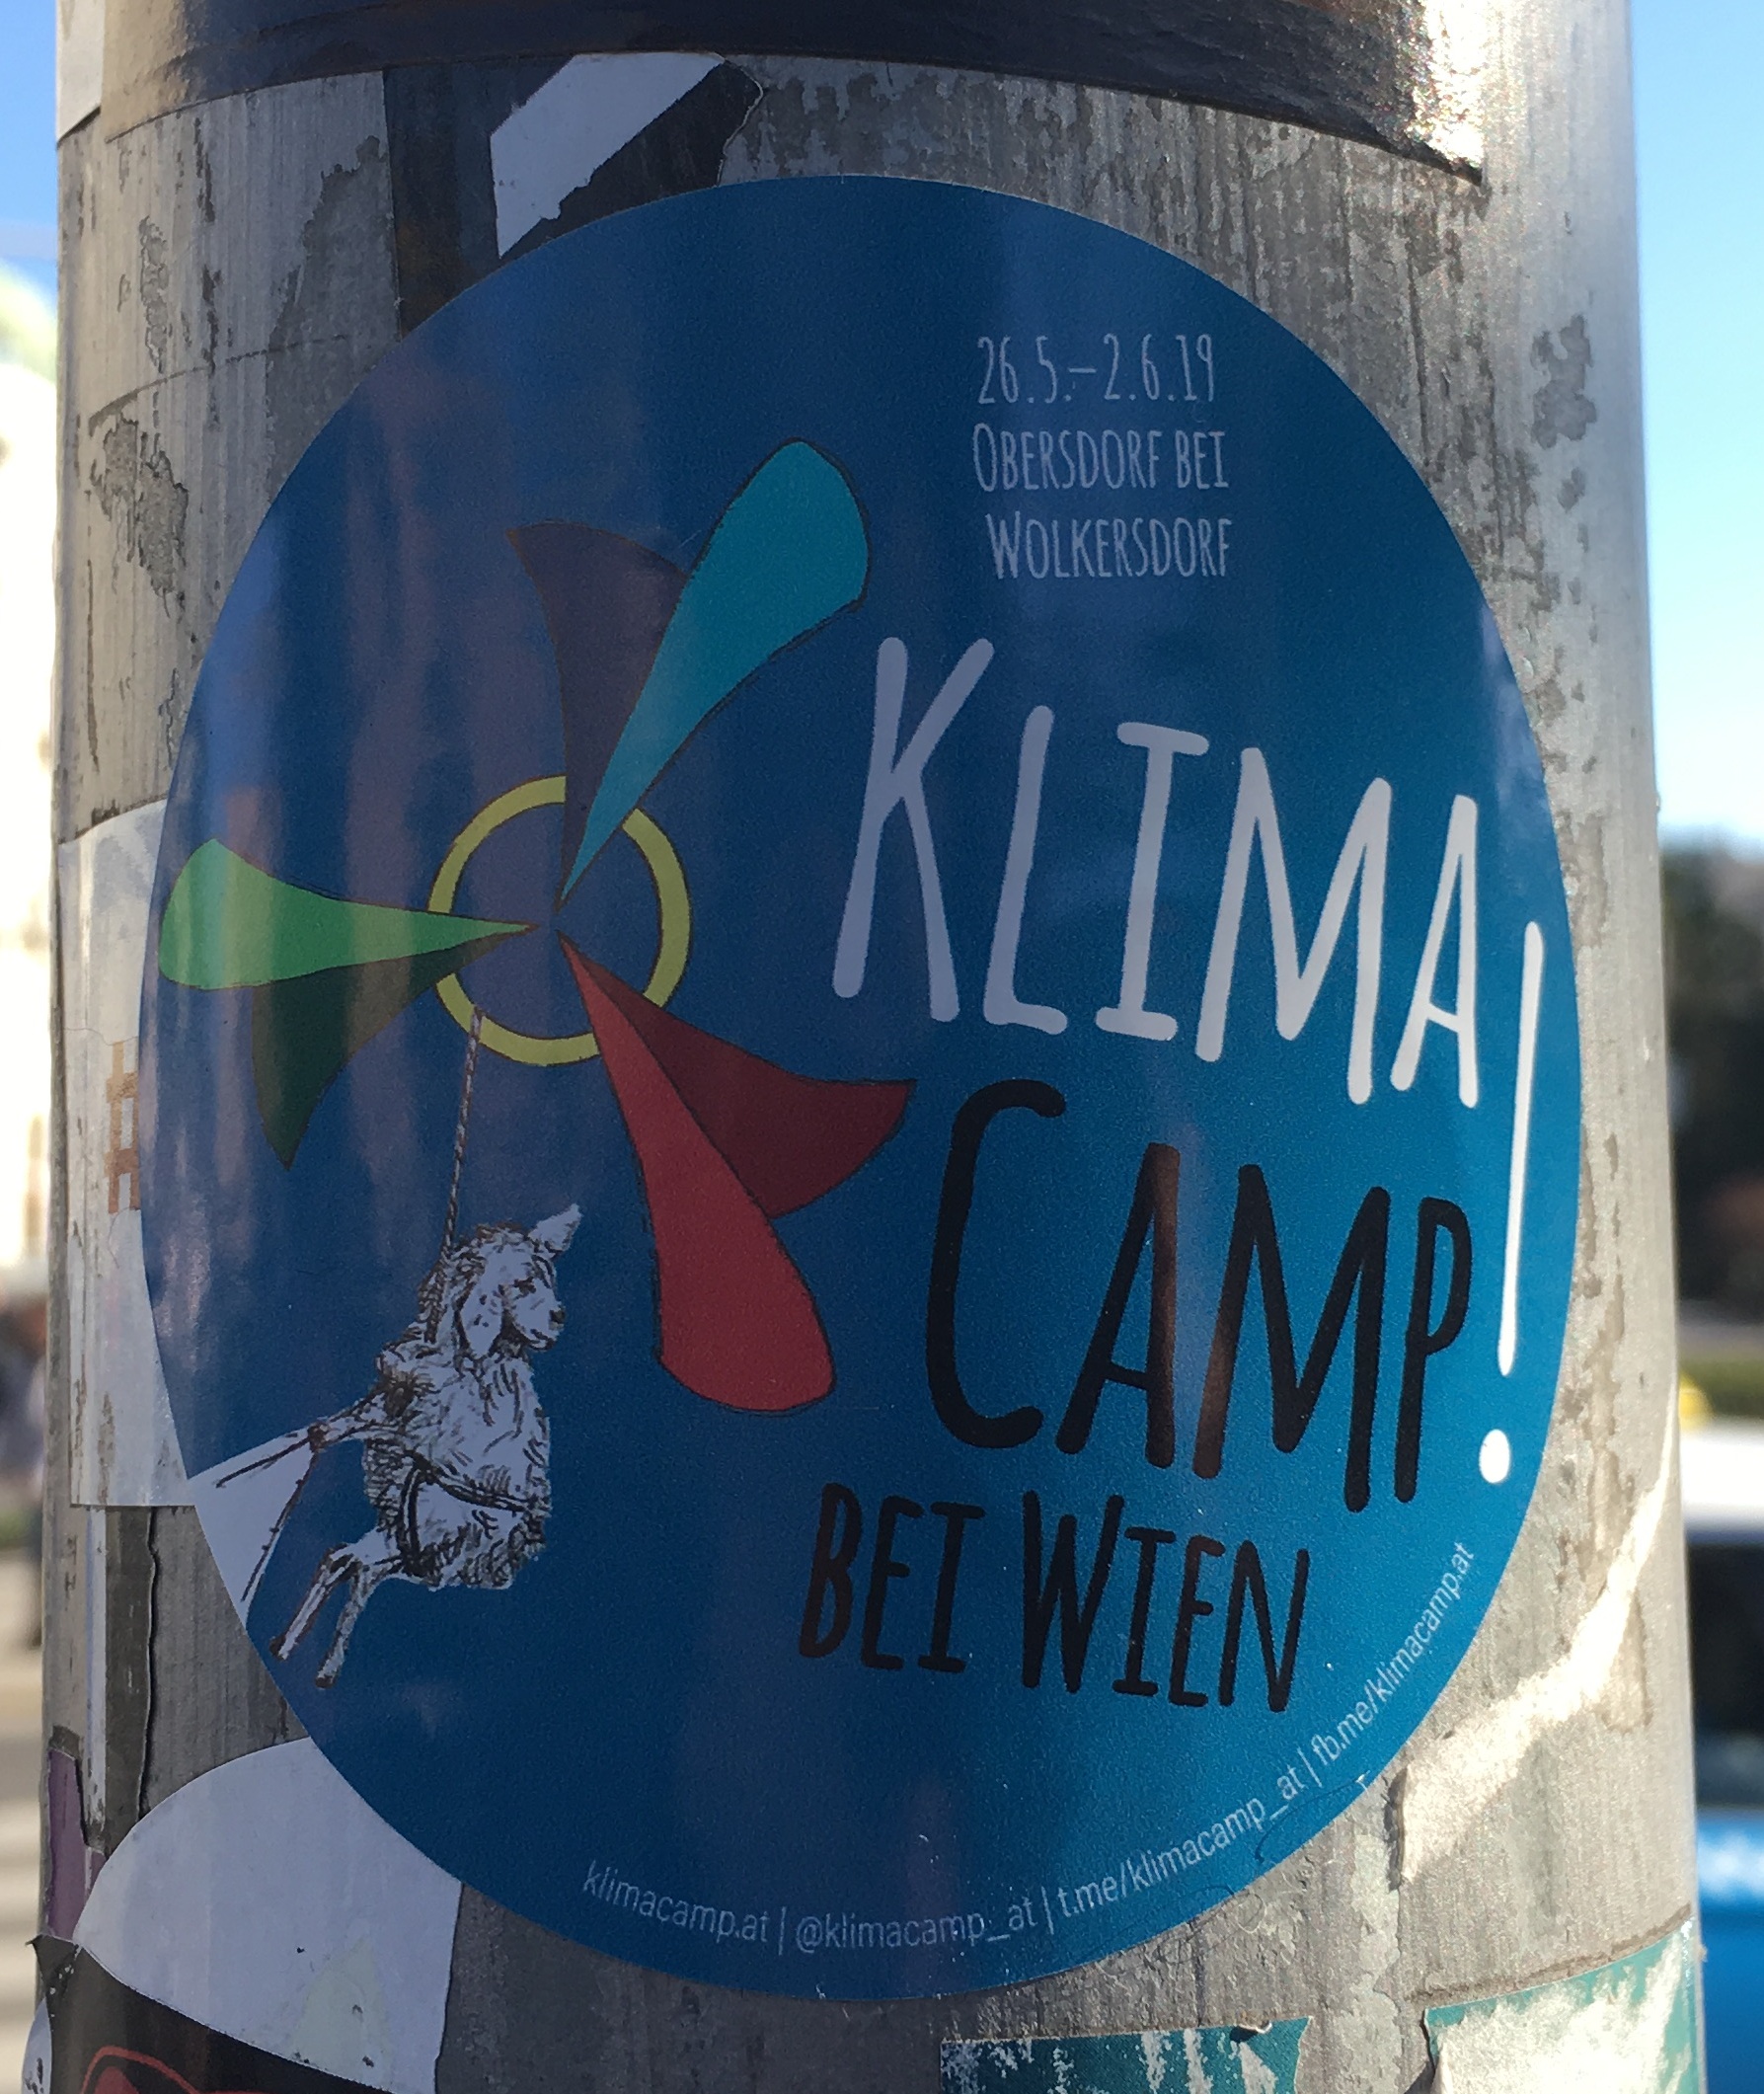 26.5.–2.6.19
OBERSDORF BEI
WOLKERSDORF
KLIMA
CAMP!
BEI WIEN
klimacamp.at | @klimacamp_at | t.me/klimacamp_at | fb.me/klimacamp.at
#